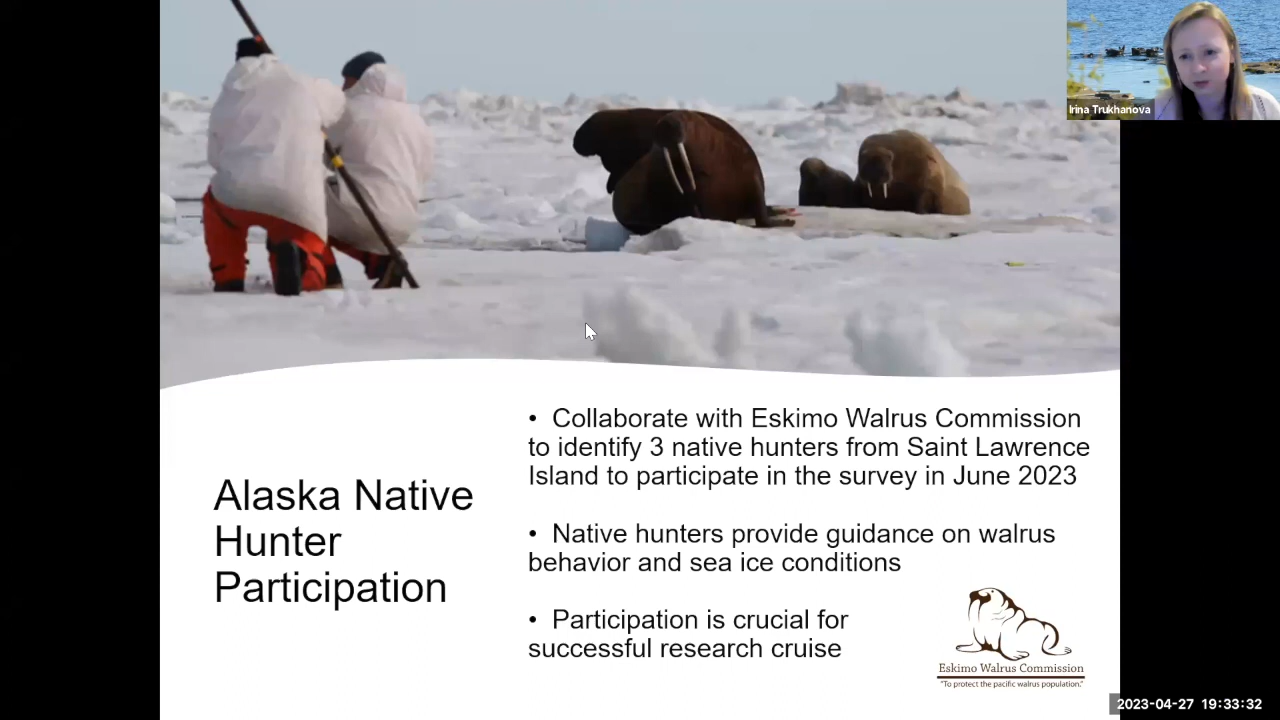 Irina Trukhanova
• Collaborate with Eskimo Walrus Commission
to identify 3 native hunters from Saint Lawrence
Island to participate in the survey in June 2023
Alaska Native
Hunter
Participation
• Native hunters provide guidance on walrus
behavior and sea ice conditions
• Participation is crucial for
successful research cruise
Eskimo Walrus Commission
"To protect the pacific walrus population."
2023-04-27 19:33:32